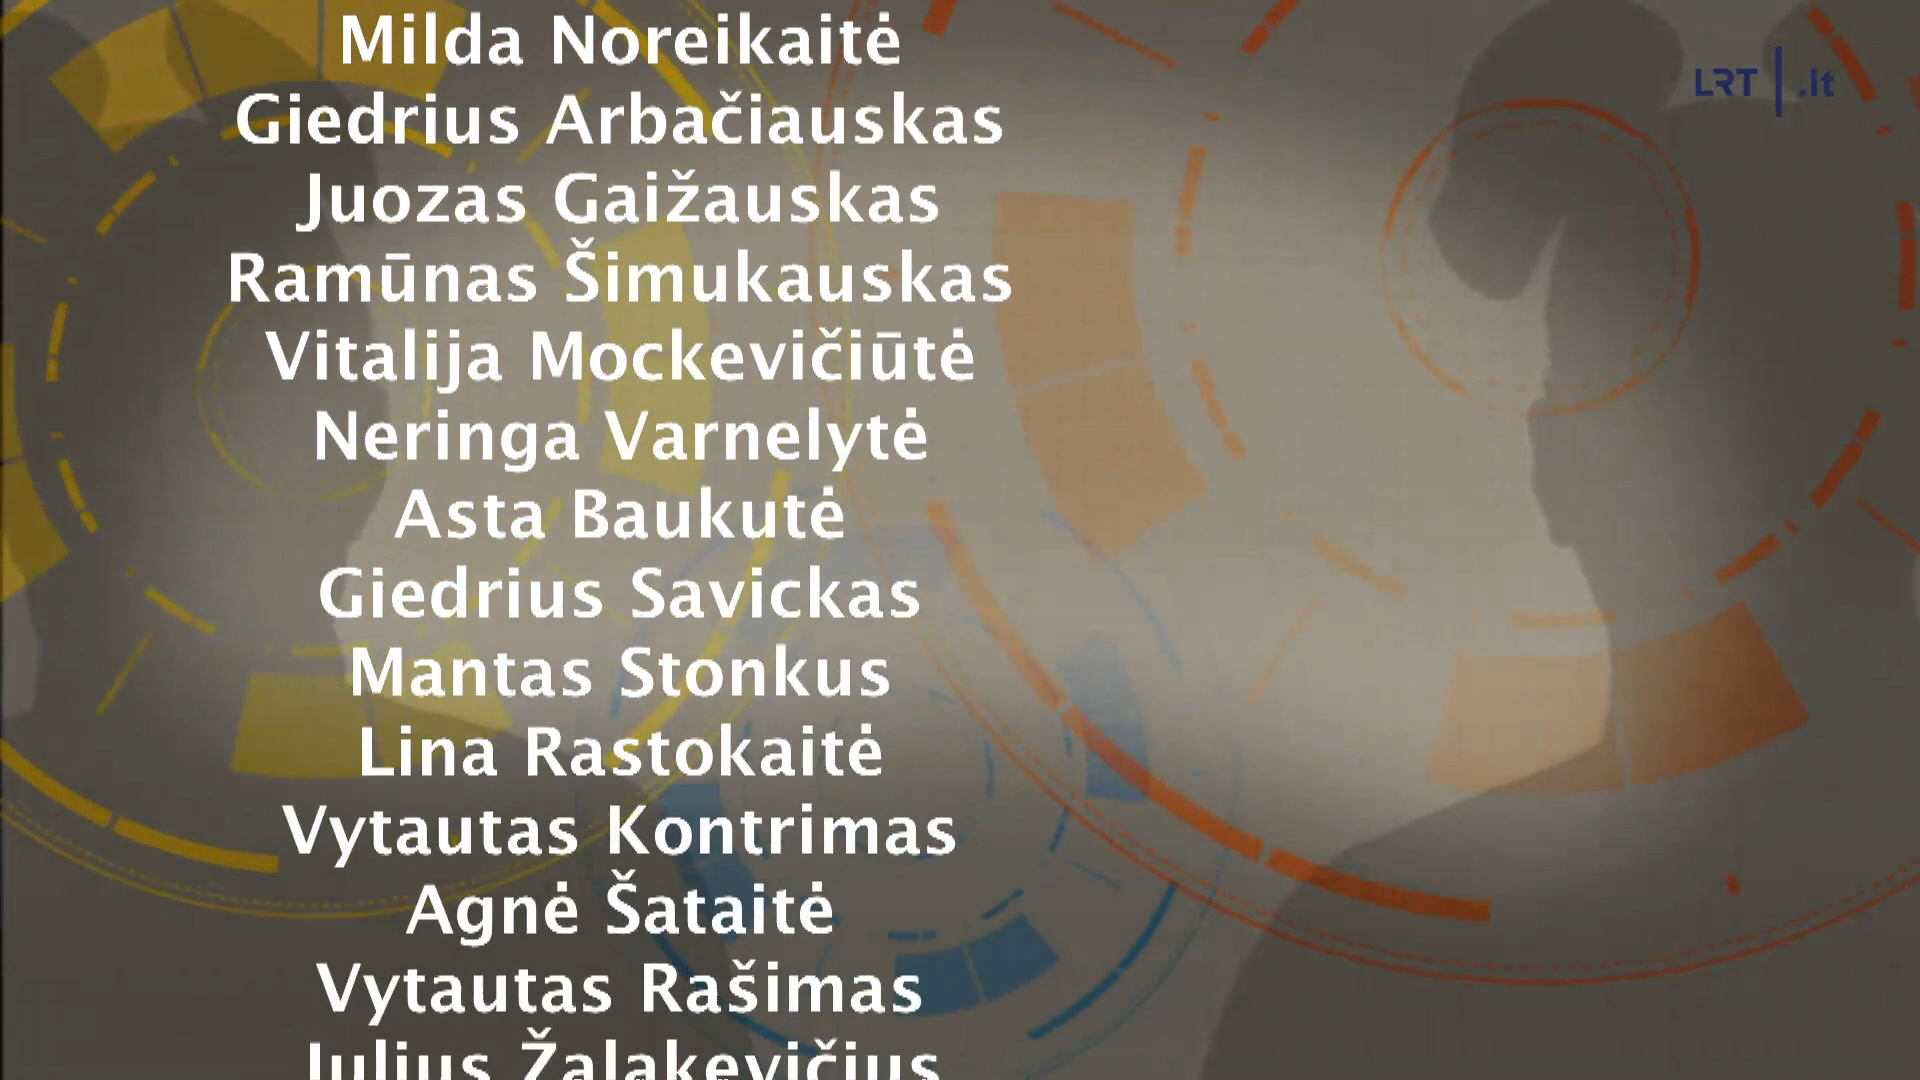 Milda Noreikaitė
LRT | .lt
Giedrius Arbačiauskas
Juozas Gaižauskas
Ramūnas Šimukauskas
Vitalija Mockevičiūtė
Neringa Varnelytė
Asta Baukutė
Giedrius Savickas
Mantas Stonkus
Lina Rastokaitė
Vytautas Kontrimas
Agnė Šataitė
Vytautas Rašimas
Julius Žalakevičius